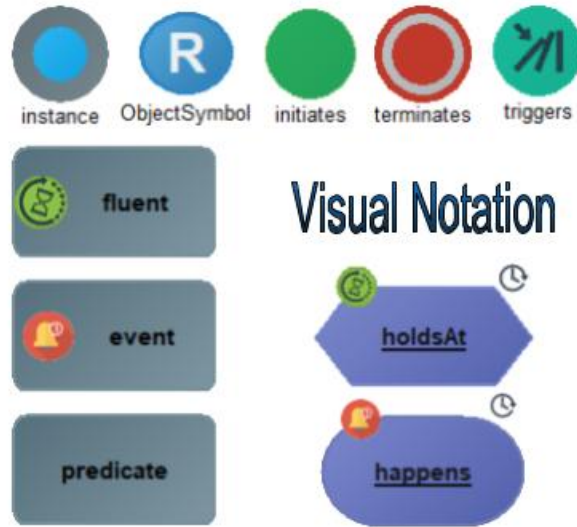 R
instance ObjectSymbol initiates terminates triggers
fluent
Visual Notation
event
holdsAt
predicate
happens